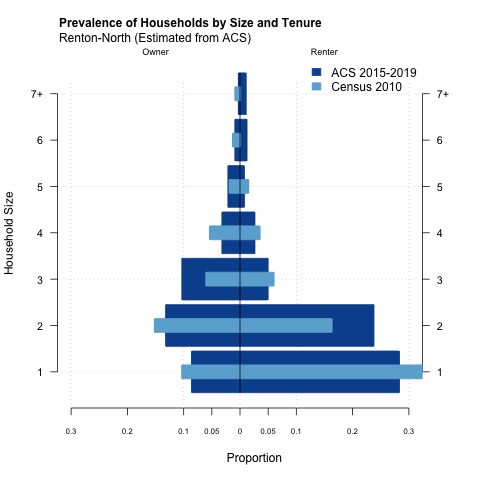 Prevalence of Households by Size and Tenure
Renton-North (Estimated from ACS)
Owner
Renter
ACS 2015-2019
Census 2010
7+ 7+
6 6
5 5
4 4
3 3
2 2
1 1
Household Size
0.3 0.2 0.1 0.05 0 0.05 0.1 0.2 0.3
Proportion